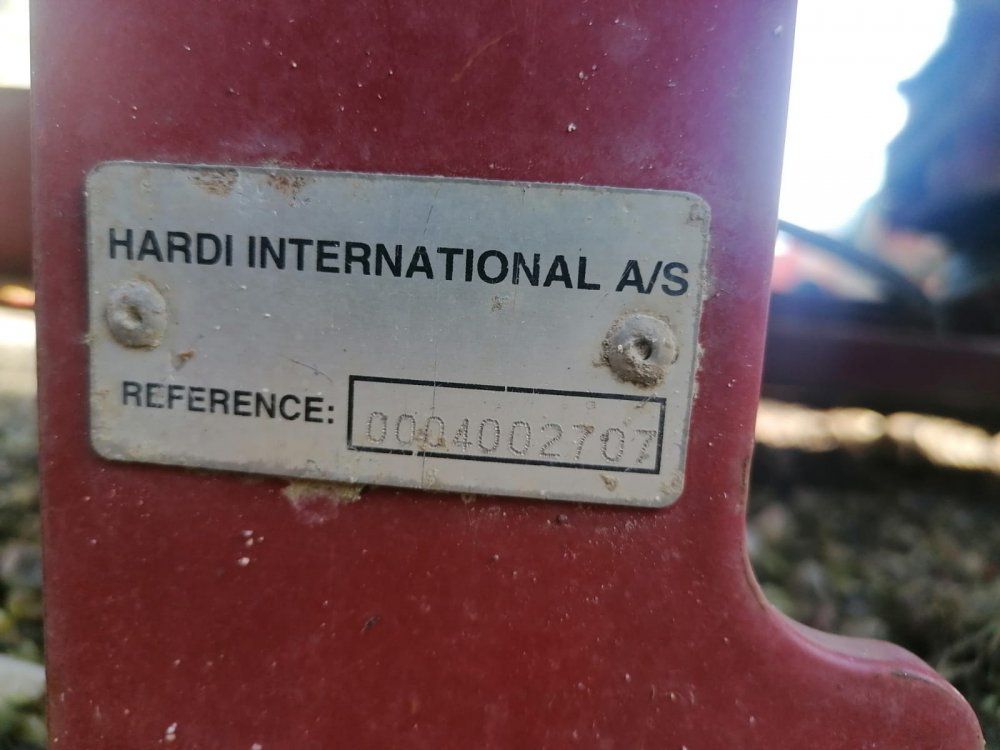 HARDI INTERNATIONAL A/S
REFERENCE: 0004002707